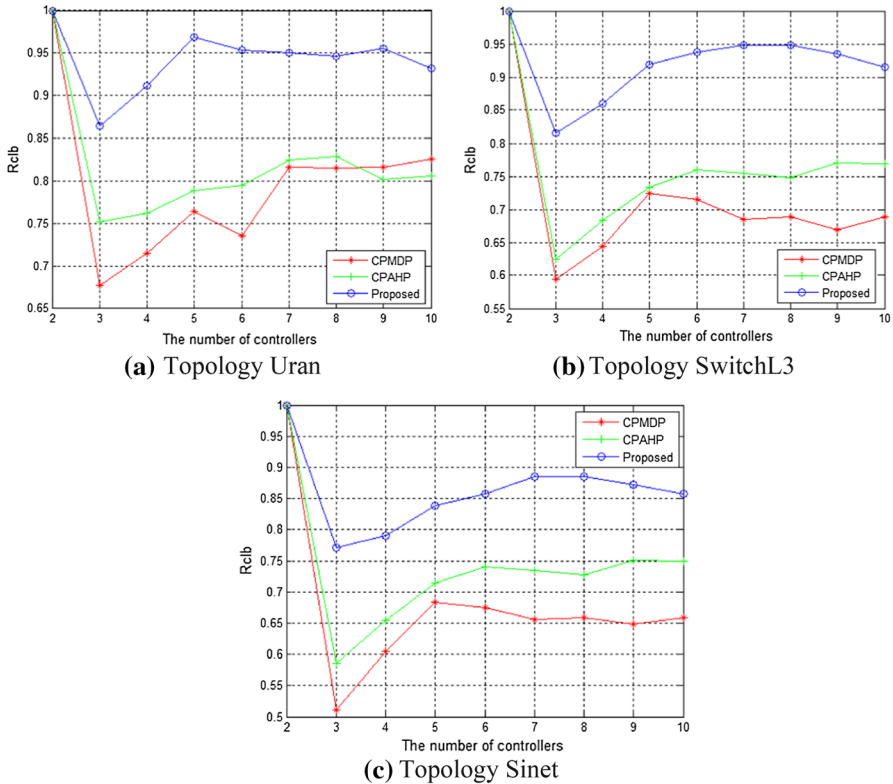 1
0.95
0.9
0.85
0.8
0.75
0.7
0.65
Rclb
2 3 4 5 6 7 8 9 10
The number of controllers
CPMDP
CPAHP
Proposed
(a) Topology Uran
1
0.95
0.9
0.85
0.8
0.75
0.7
0.65
0.6
0.55
Rclb
2 3 4 5 6 7 8 9 10
The number of controllers
CPMDP
CPAHP
Proposed
(b) Topology SwitchL3
1
0.95
0.9
0.85
0.8
0.75
0.7
0.65
0.6
0.55
0.5
Rclb
2 3 4 5 6 7 8 9 10
The number of controllers
CPMDP
CPAHP
Proposed
(c) Topology Sinet